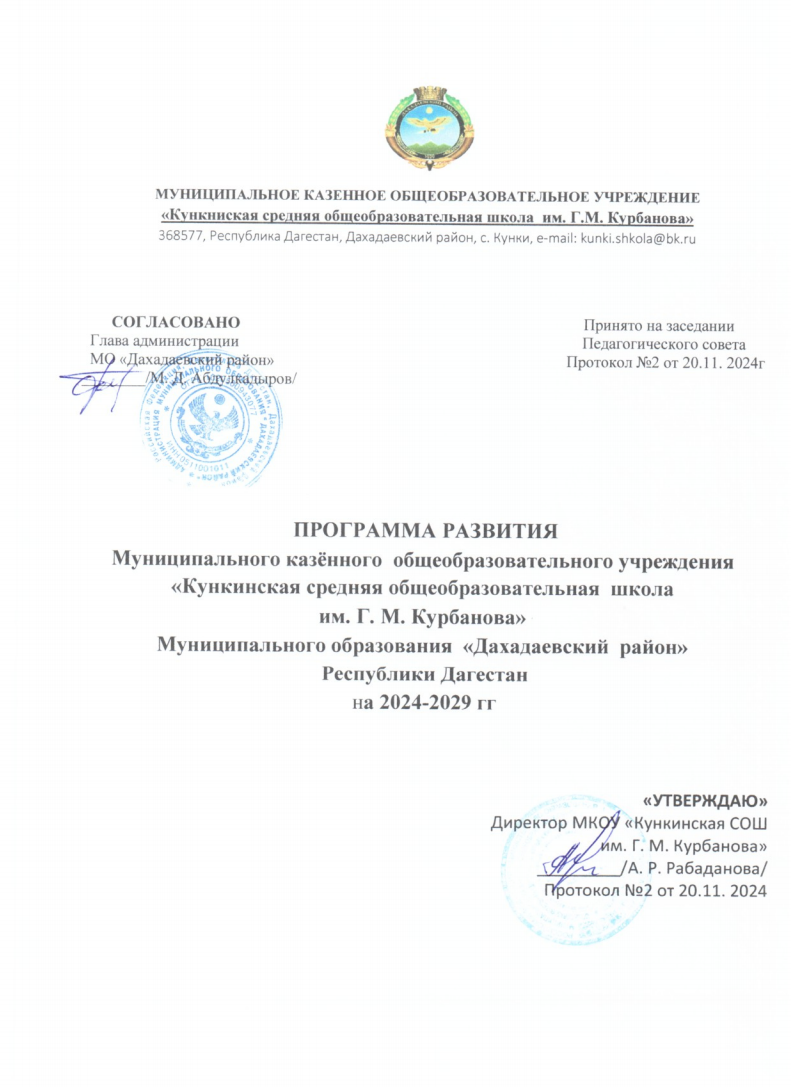 МУНИЦИПАЛЬНОЕ КАЗЕННОЕ ОБЩЕОБРАЗОВАТЕЛЬНОЕ УЧРЕЖДЕНИЕ
«Кункниская средняя общеобразовательная школа им. Г.М. Курбанова»
368577, Республика Дагестан, Дахадаевский район, с. Кунки, e-mail: kunki.shkola@bk.ru
СОГЛАСОВАНО
Глава администрации
МО «Дахадаевский район»
/М. Д. Абдулкадыров/
Принято на заседании
Педагогического совета
Протокол №2 от 20.11. 2024г
ПРОГРАММА РАЗВИТИЯ
Муниципального казённого общеобразовательного учреждения
«Кункинская средняя общеобразовательная школа
им. Г. М. Курбанова»
Муниципального образования «Дахадаевский район»
Республики Дагестан
на 2024-2029 гг
«УТВЕРЖДАЮ»
Директор МКОУ «Кункинская СОШ
им. Г. М. Курбанова»
/А. Р. Рабаданова/
Протокол №2 от 20.11. 2024